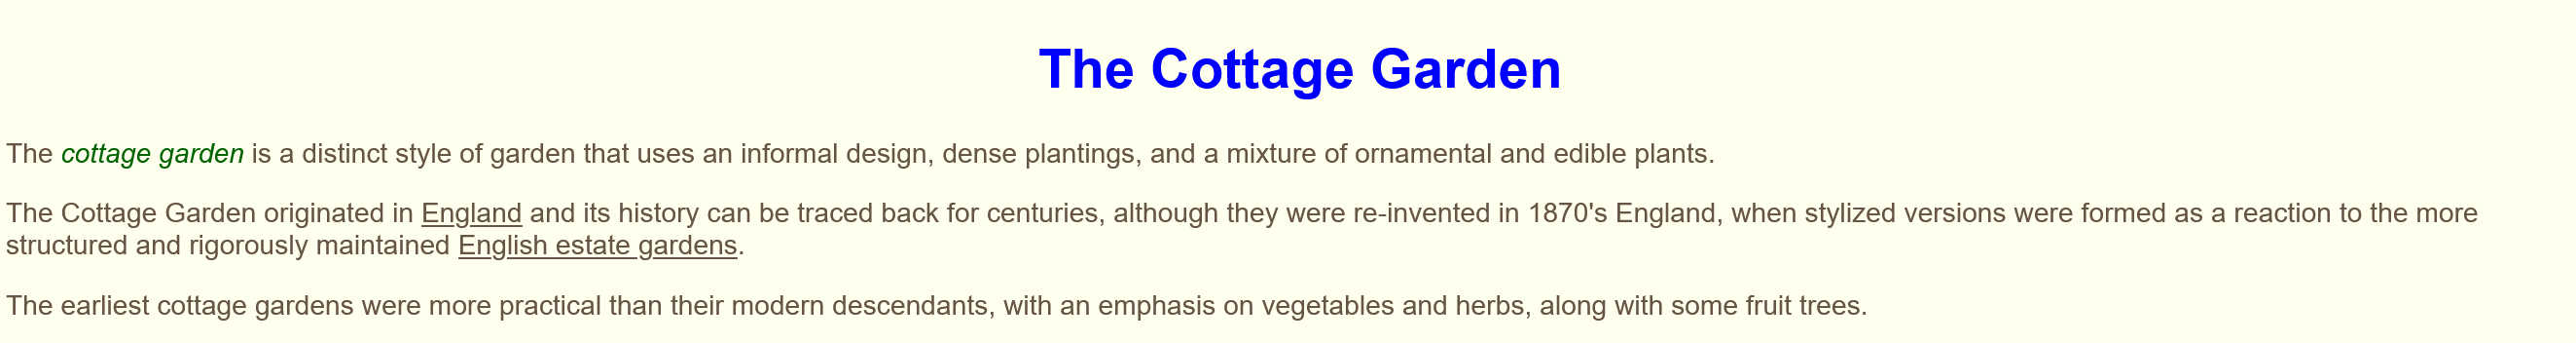 The Cottage Garden
The cottage garden is a distinct style of garden that uses an informal design, dense plantings, and a mixture of ornamental and edible plants.
The Cottage Garden originated in England and its history can be traced back for centuries, although they were re-invented in 1870's England, when stylized versions were formed as a reaction to the more
structured and rigorously maintained English estate gardens.
The earliest cottage gardens were more practical than their modern descendants, with an emphasis on vegetables and herbs, along with some fruit trees.